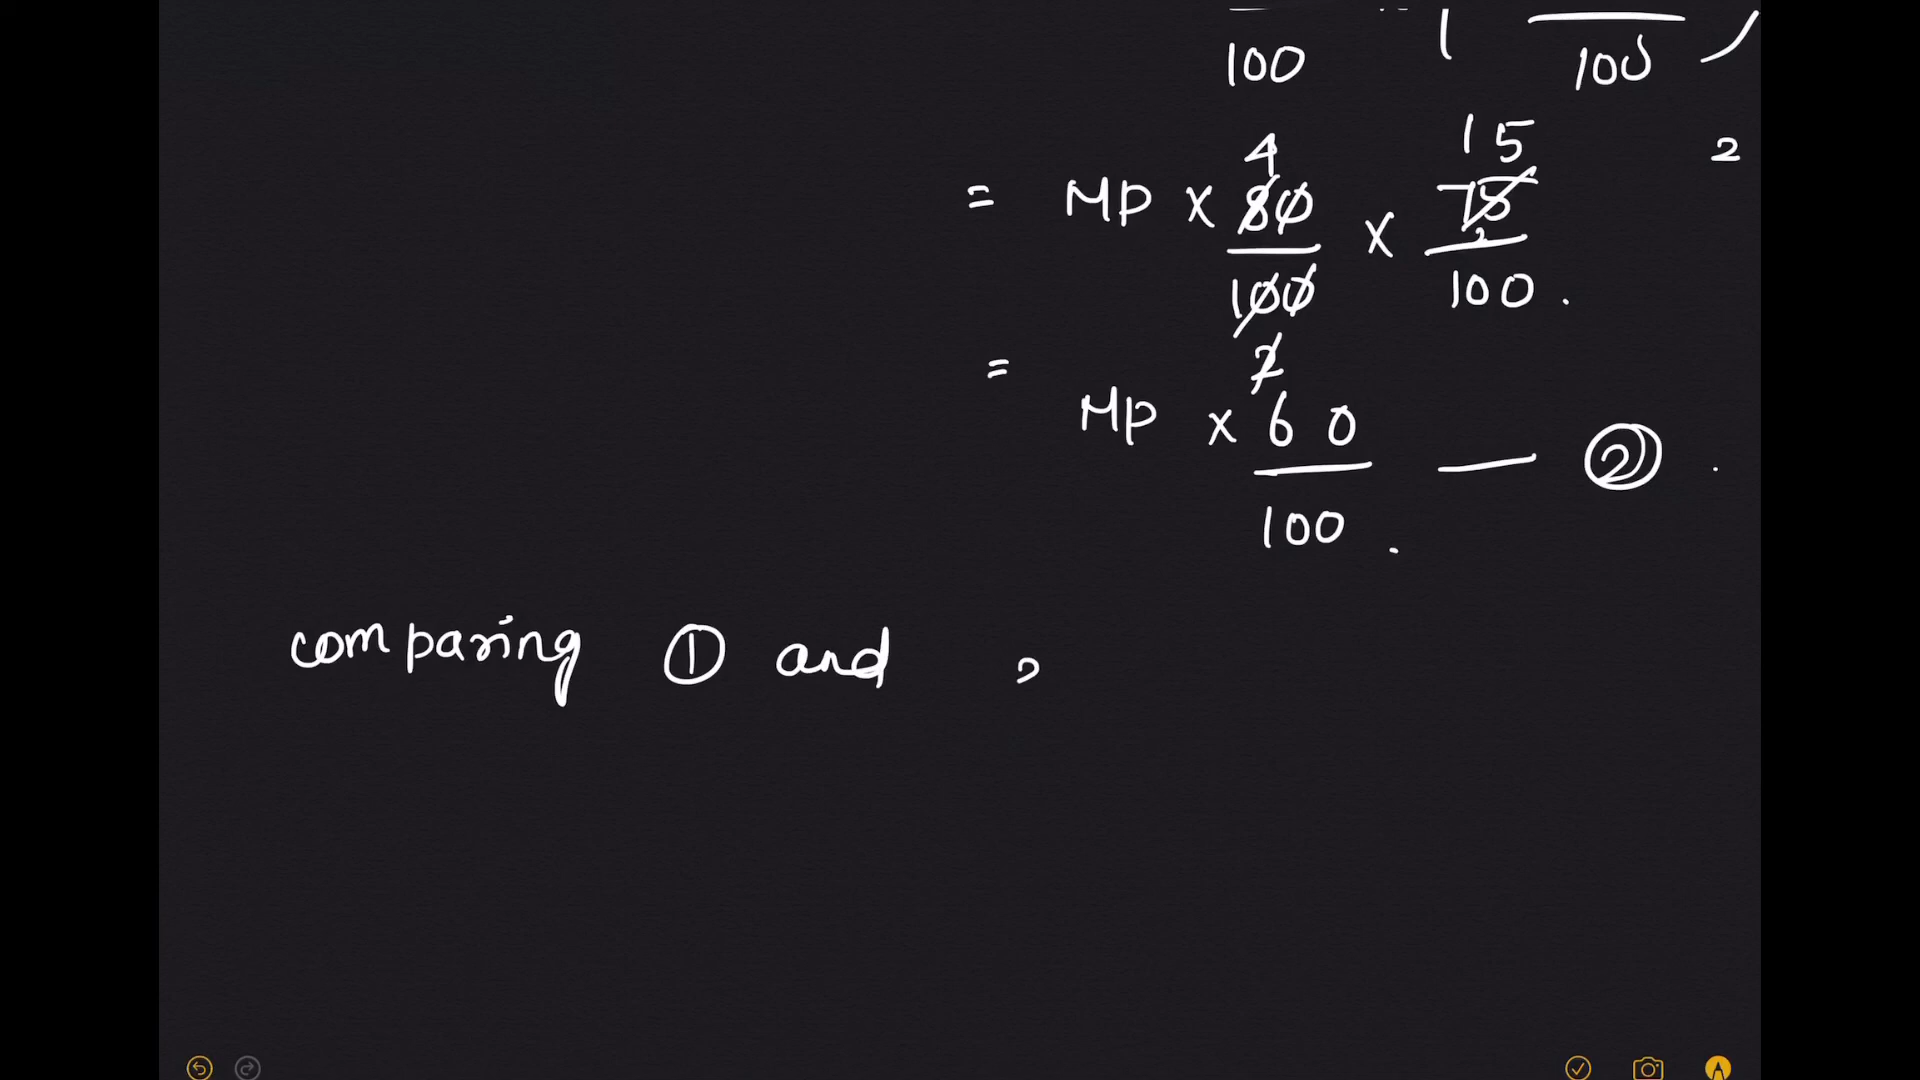 100 100
4 15 2
= MP × 80/100 × 75/100 .
=
MP × 60/100 — ②
comparing ① and 2